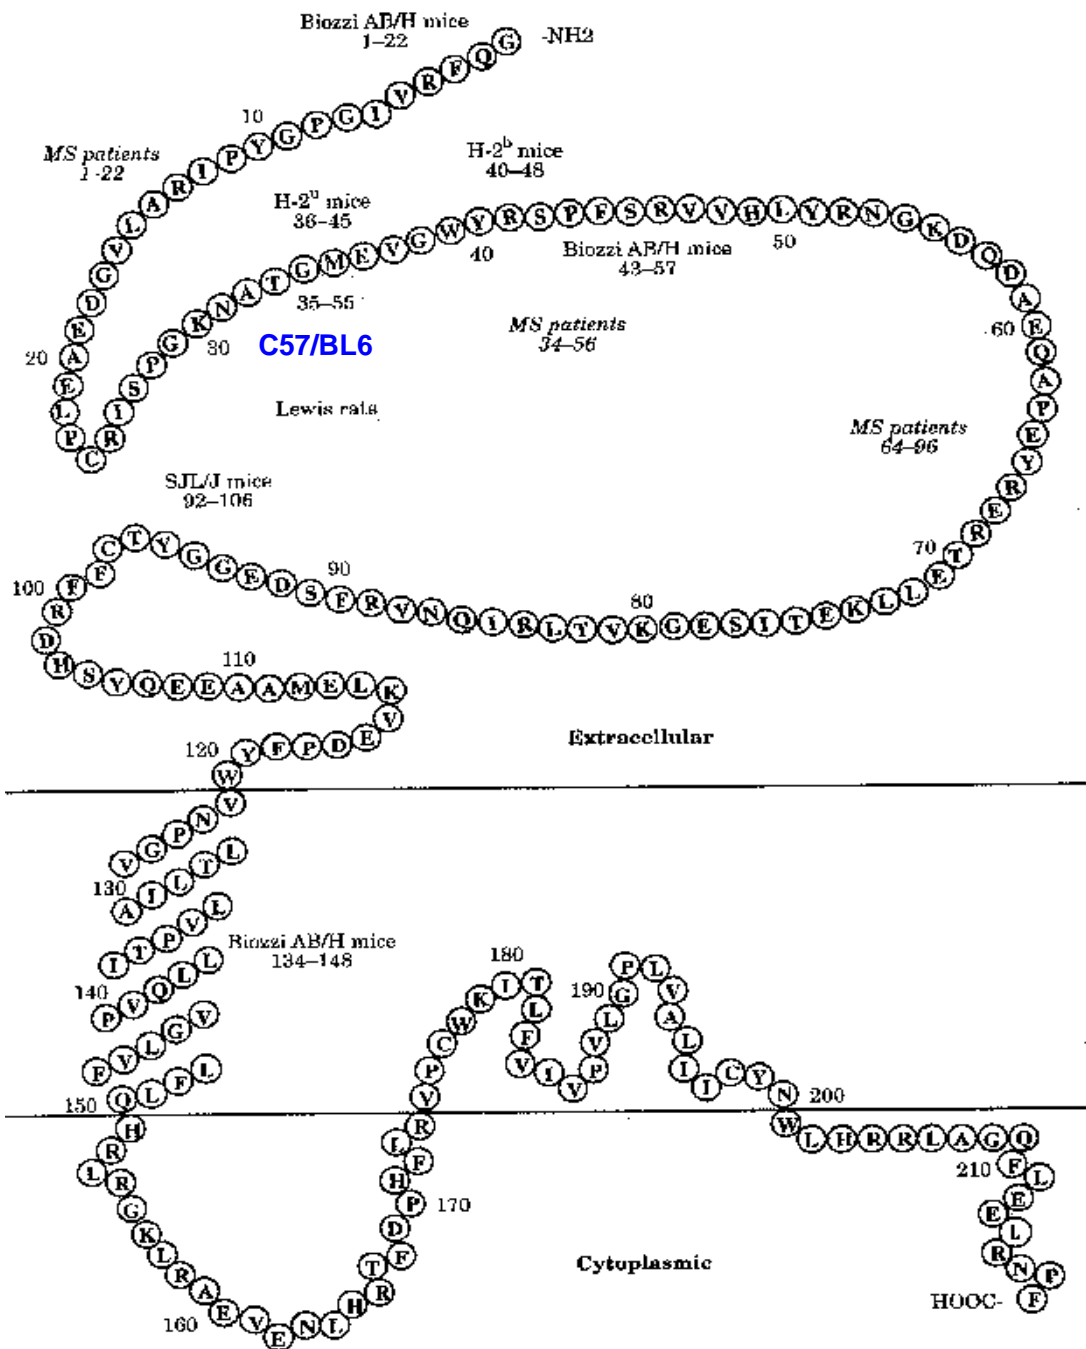 Biozzi AB/H mice
1–22
-NH2
G Q F R V I G P G Y P I R A L V G D E A E L P C R I S P G K N A T G M E V G W Y R S P F S R V V H L Y R N G K D Q D A E Q A P E Y R E R T E L L K E T I S E G K V T L R I Q N V R F S D E G G Y T C F F R D H S Y Q E E A A M E L K V E D P F Y W V
10
MS patients
1-22
H-2ᵇ mice
40–48
H-2ᵘ mice
36–45
40
50
Biozzi AB/H mice
43–57
35–55
20
30
C57/BL6
MS patients
34–56
60
Lewis rats
MS patients
64–96
SJL/J mice
92–106
70
90
80
100
110
Extracellular
120
N P G V
L T L I A
130
L V P T I
Biozzi AB/H mice
134–148
L L Q V P
140
V G L V F
L F L Q
150
H R L R G K L R A E V E N L H R T F D P H F L R V P C W K I T L F V I V P V L G P L V A L I I C Y N W L H R R L A G Q F L E E L R N P F
180
190
200
210
170
160
Cytoplasmic
HOOC-